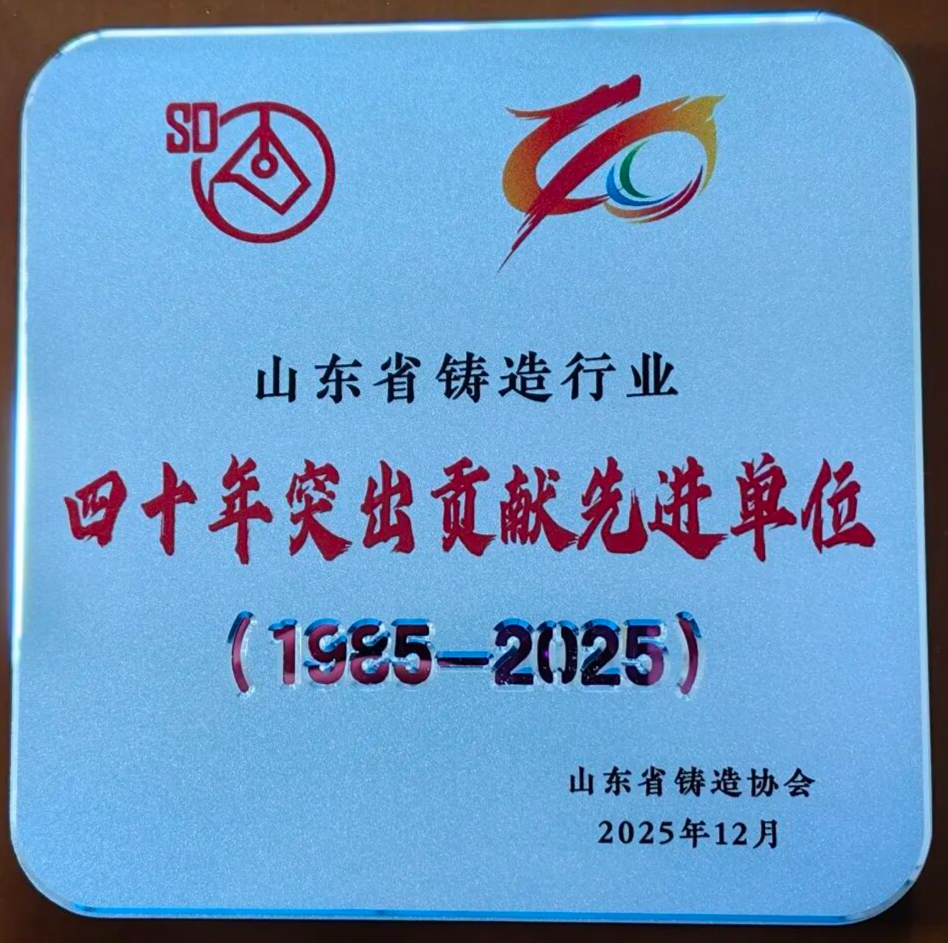 SD
40
山东省铸造行业
四十年突出贡献先进单位
(1985—2025)
山东省铸造协会
2025年12月